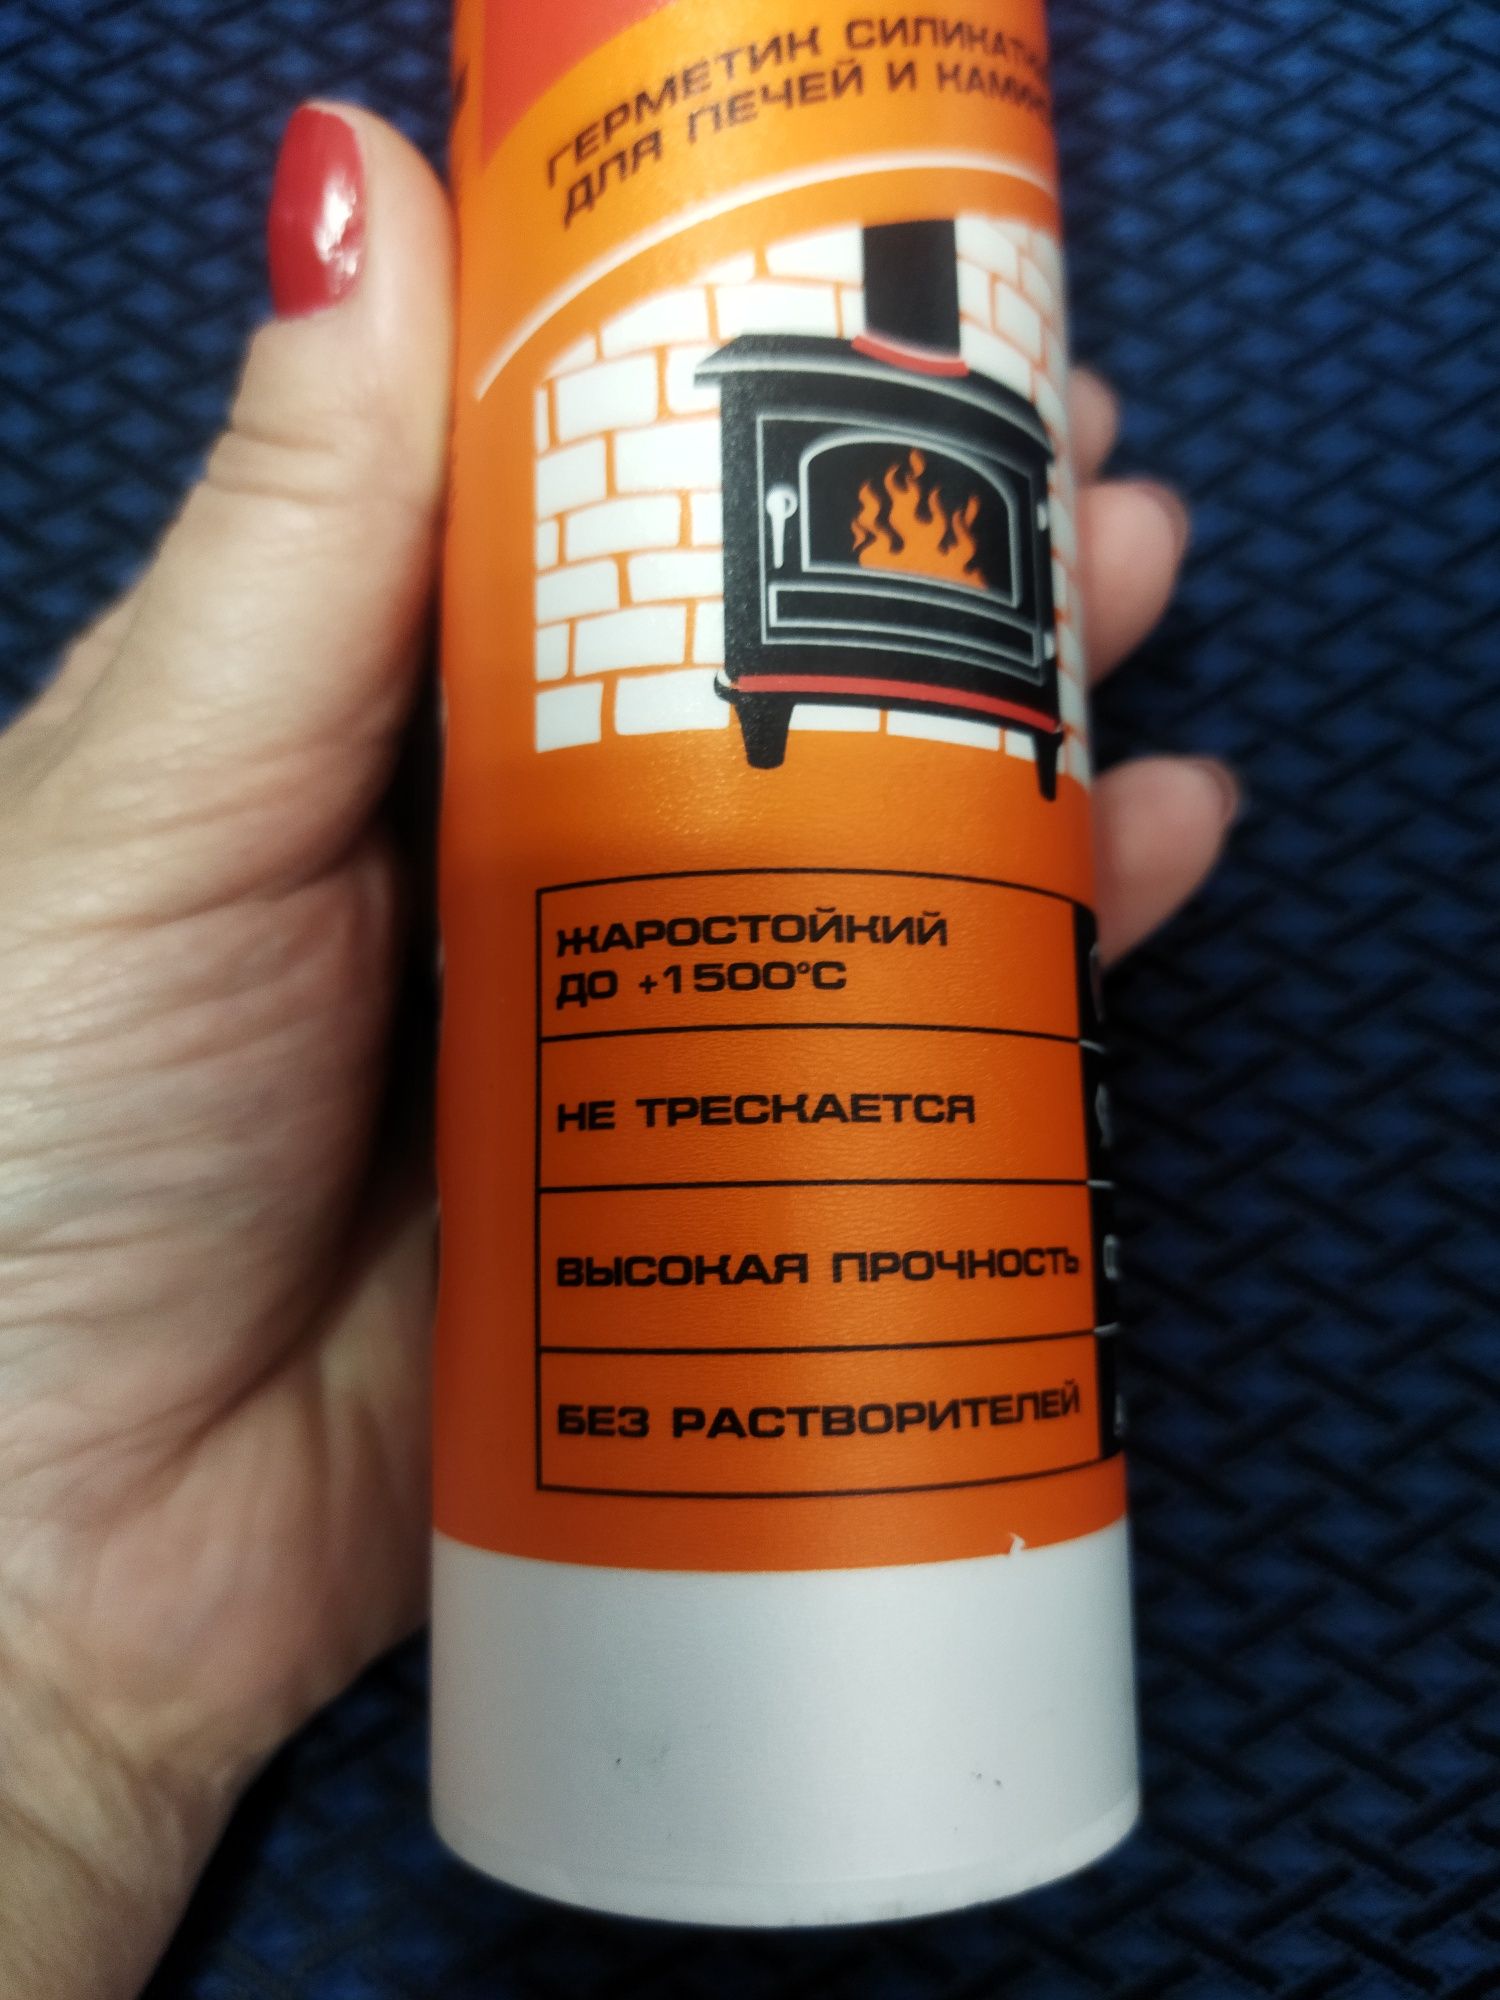 ГЕРМЕТИК
ДЛЯ ПЕЧЕЙ И
ЖАРОСТОЙКИЙ
ДО +1500°C
НЕ ТРЕСКАЕТСЯ
ВЫСОКАЯ ПРОЧНОСТЬ
БЕЗ РАСТВОРИТЕЛЕЙ